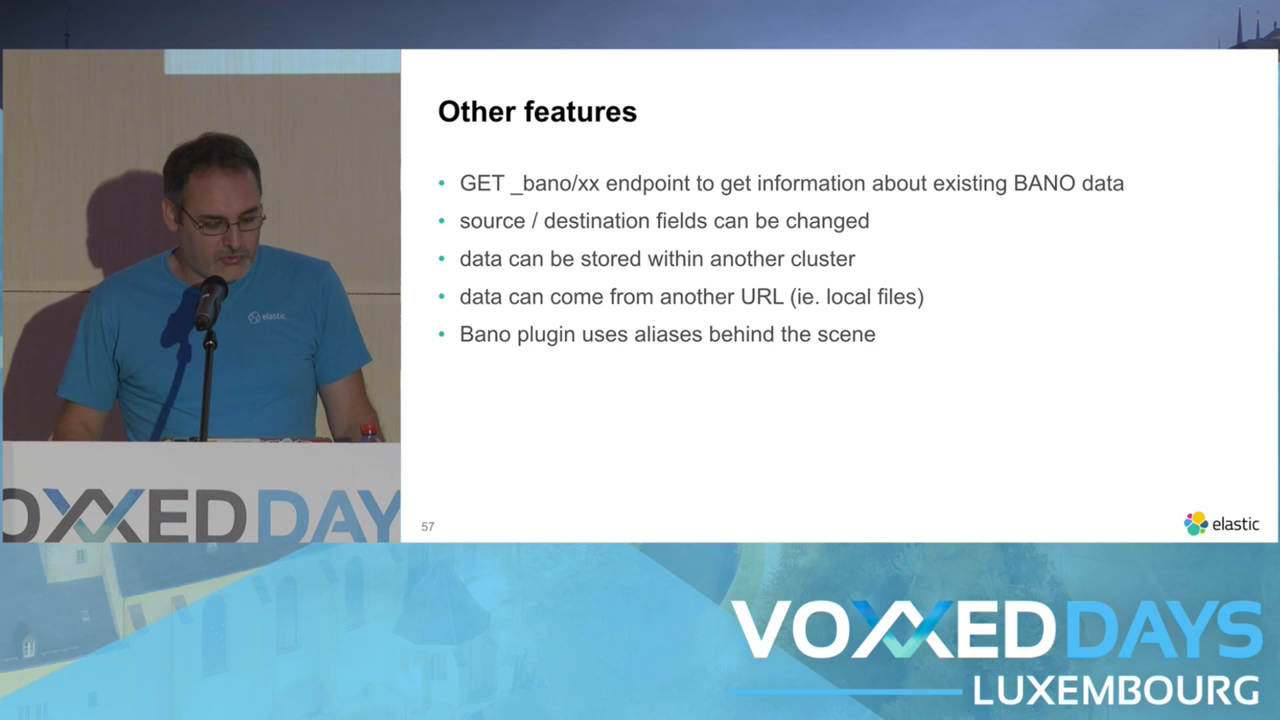 Other features
• GET _bano/xx endpoint to get information about existing BANO data
• source / destination fields can be changed
• data can be stored within another cluster
• data can come from another URL (ie. local files)
• Bano plugin uses aliases behind the scene
57
elastic
elastic
OXXED DAY
VOXXED DAYS
LUXEMBOURG